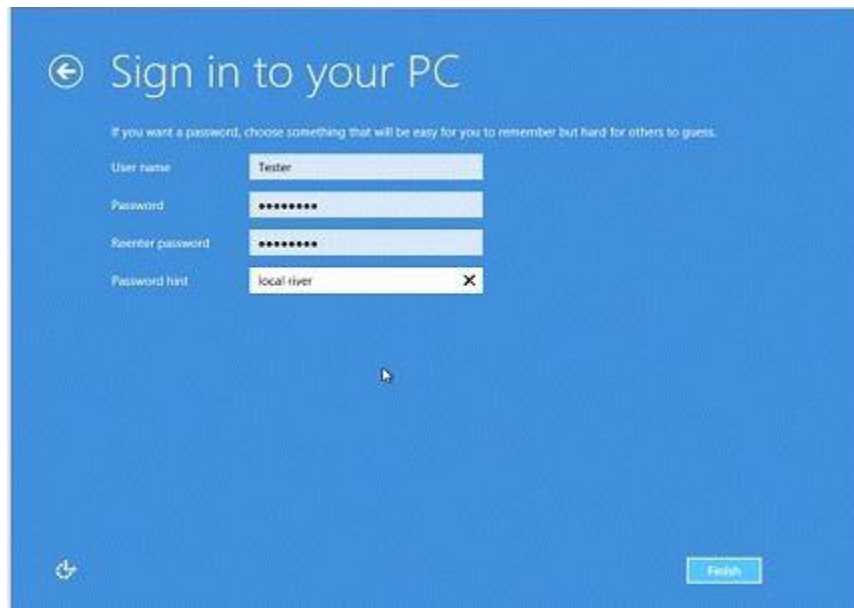 Sign in to your PC
If you want a password, choose something that will be easy for you to remember but hard for others to guess.
User name Tester
Password ••••••••
Reenter password ••••••••
Password hint local river
Finish